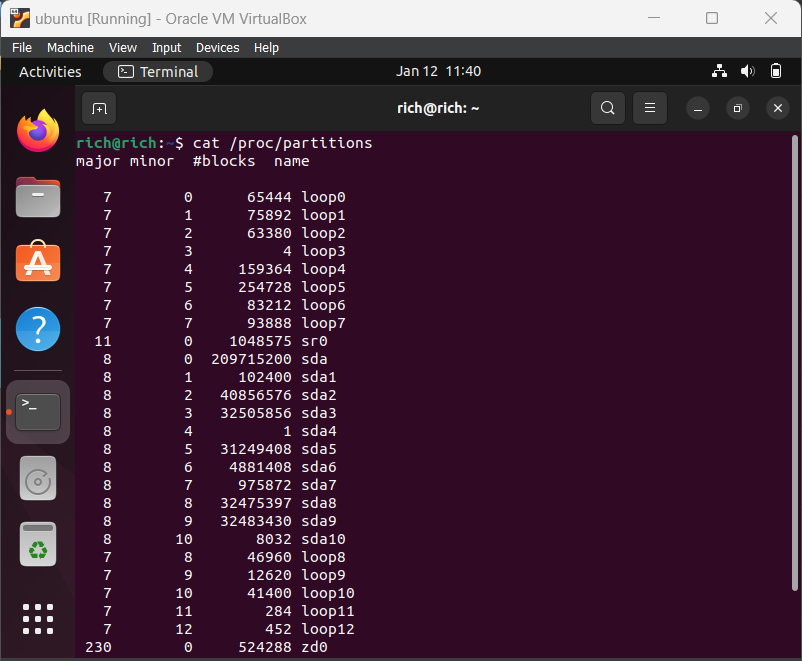 ubuntu [Running] - Oracle VM VirtualBox
File Machine View Input Devices Help
Activities Terminal Jan 12 11:40
rich@rich: ~
rich@rich:~$ cat /proc/partitions
major minor  #blocks  name
7 0 65444 loop0
7 1 75892 loop1
7 2 63380 loop2
7 3 4 loop3
7 4 159364 loop4
7 5 254728 loop5
7 6 83212 loop6
7 7 93888 loop7
11 0 1048575 sr0
8 0 209715200 sda
8 1 102400 sda1
8 2 40856576 sda2
8 3 32505856 sda3
8 4 1 sda4
8 5 31249408 sda5
8 6 4881408 sda6
8 7 975872 sda7
8 8 32475397 sda8
8 9 32483430 sda9
8 10 8032 sda10
7 8 46960 loop8
7 9 12620 loop9
7 10 41400 loop10
7 11 284 loop11
7 12 452 loop12
230 0 524288 zd0